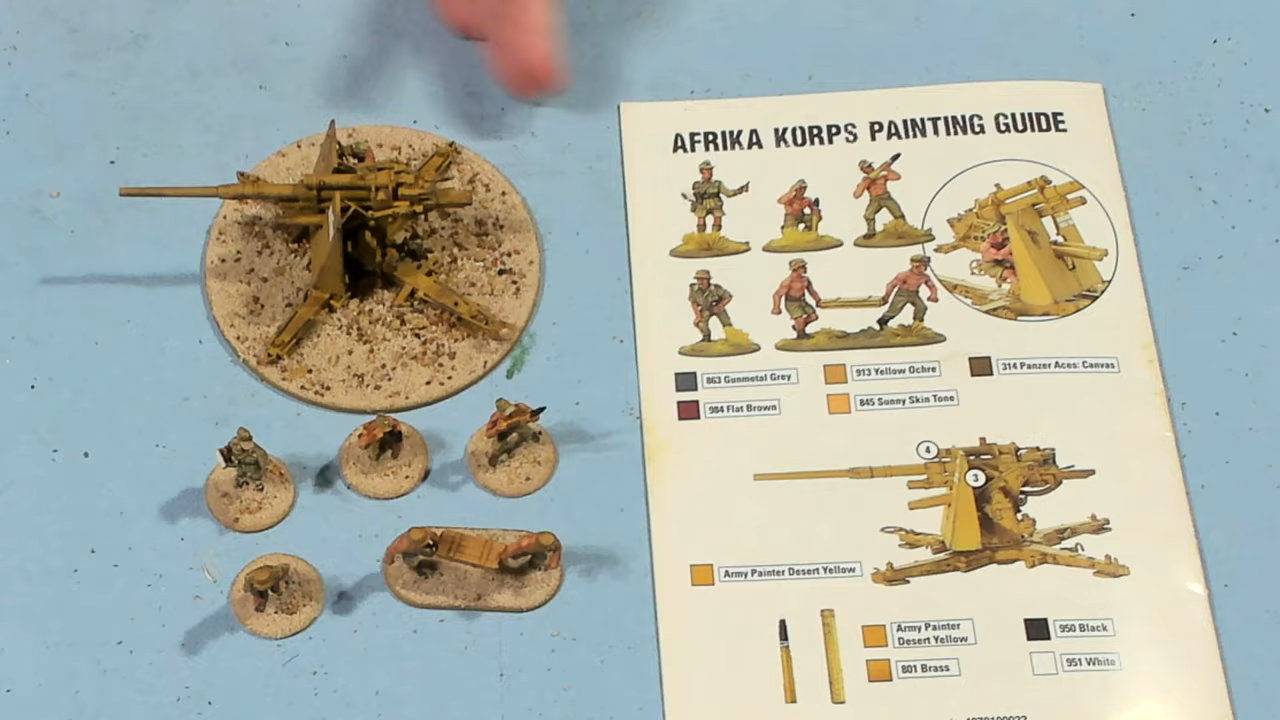 AFRIKA KORPS PAINTING GUIDE
863 Gunmetal Grey
913 Yellow Ochre
314 Panzer Aces: Canvas
984 Flat Brown
845 Sunny Skin Tone
4
3
Army Painter Desert Yellow
Army Painter
Desert Yellow
950 Black
801 Brass
951 White